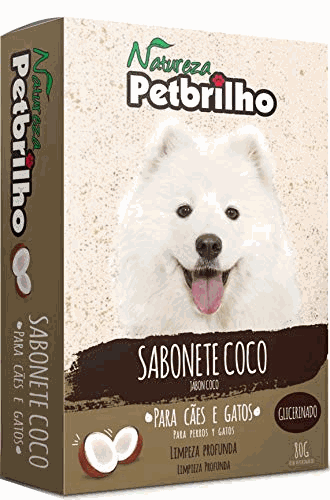 Natureza
Petbrilho
SABONETE COCO
JABON COCO
PARA CÃES E GATOS
PARA PERROS Y GATOS
LIMPEZA PROFUNDA
LIMPIEZA PROFUNDA
GLICERINADO
80G
Natureza
Petbrilho
SABONETE COCO
PARA
CÃES E GATOS